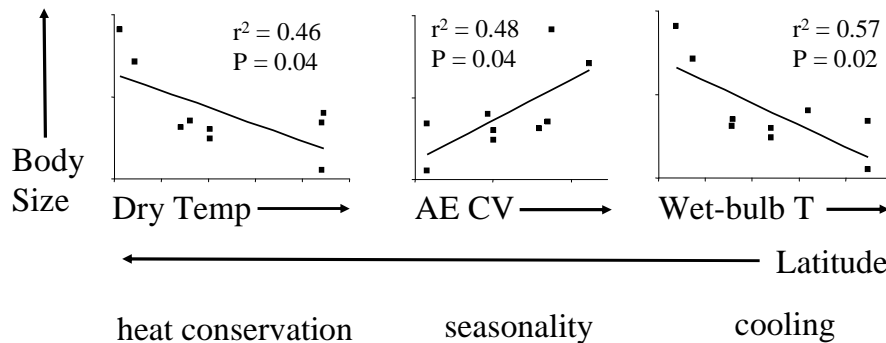 r² = 0.46
P = 0.04
r² = 0.48
P = 0.04
r² = 0.57
P = 0.02
Body
Size
Dry Temp
AE CV
Wet-bulb T
Latitude
heat conservation
seasonality
cooling